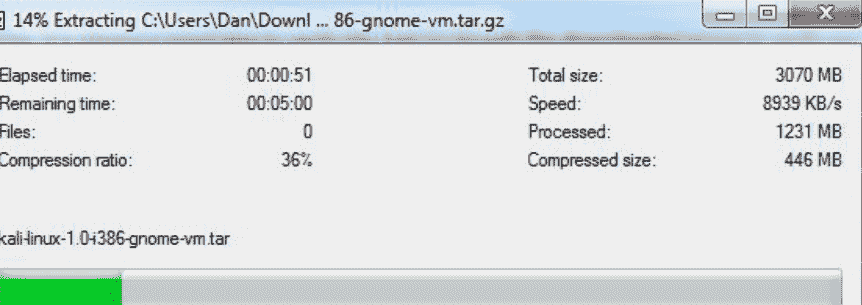 14% Extracting C:\Users\Dan\Downl ... 86-gnome-vm.tar.gz
Elapsed time: 00:00:51 Total size: 3070 MB
Remaining time: 00:05:00 Speed: 8939 KB/s
Files: 0 Processed: 1231 MB
Compression ratio: 36% Compressed size: 446 MB
kali-linux-1.0-i386-gnome-vm.tar